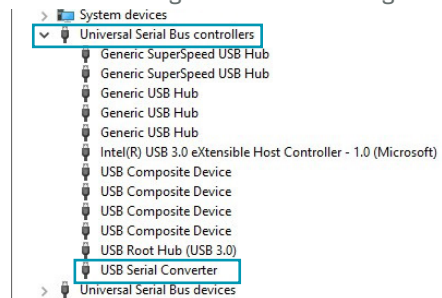 System devices
Universal Serial Bus controllers
Generic SuperSpeed USB Hub
Generic SuperSpeed USB Hub
Generic USB Hub
Generic USB Hub
Generic USB Hub
Intel(R) USB 3.0 eXtensible Host Controller - 1.0 (Microsoft)
USB Composite Device
USB Composite Device
USB Composite Device
USB Composite Device
USB Root Hub (USB 3.0)
USB Serial Converter
Universal Serial Bus devices